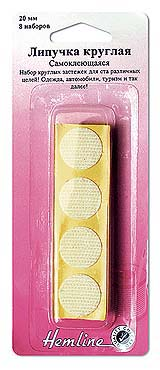 20 мм
8 наборов
Липучка круглая
Самоклеющаяся
Набор круглых застежек для ста различных
целей! Одежда, автомобили, туризм и так
далее!
Hemline